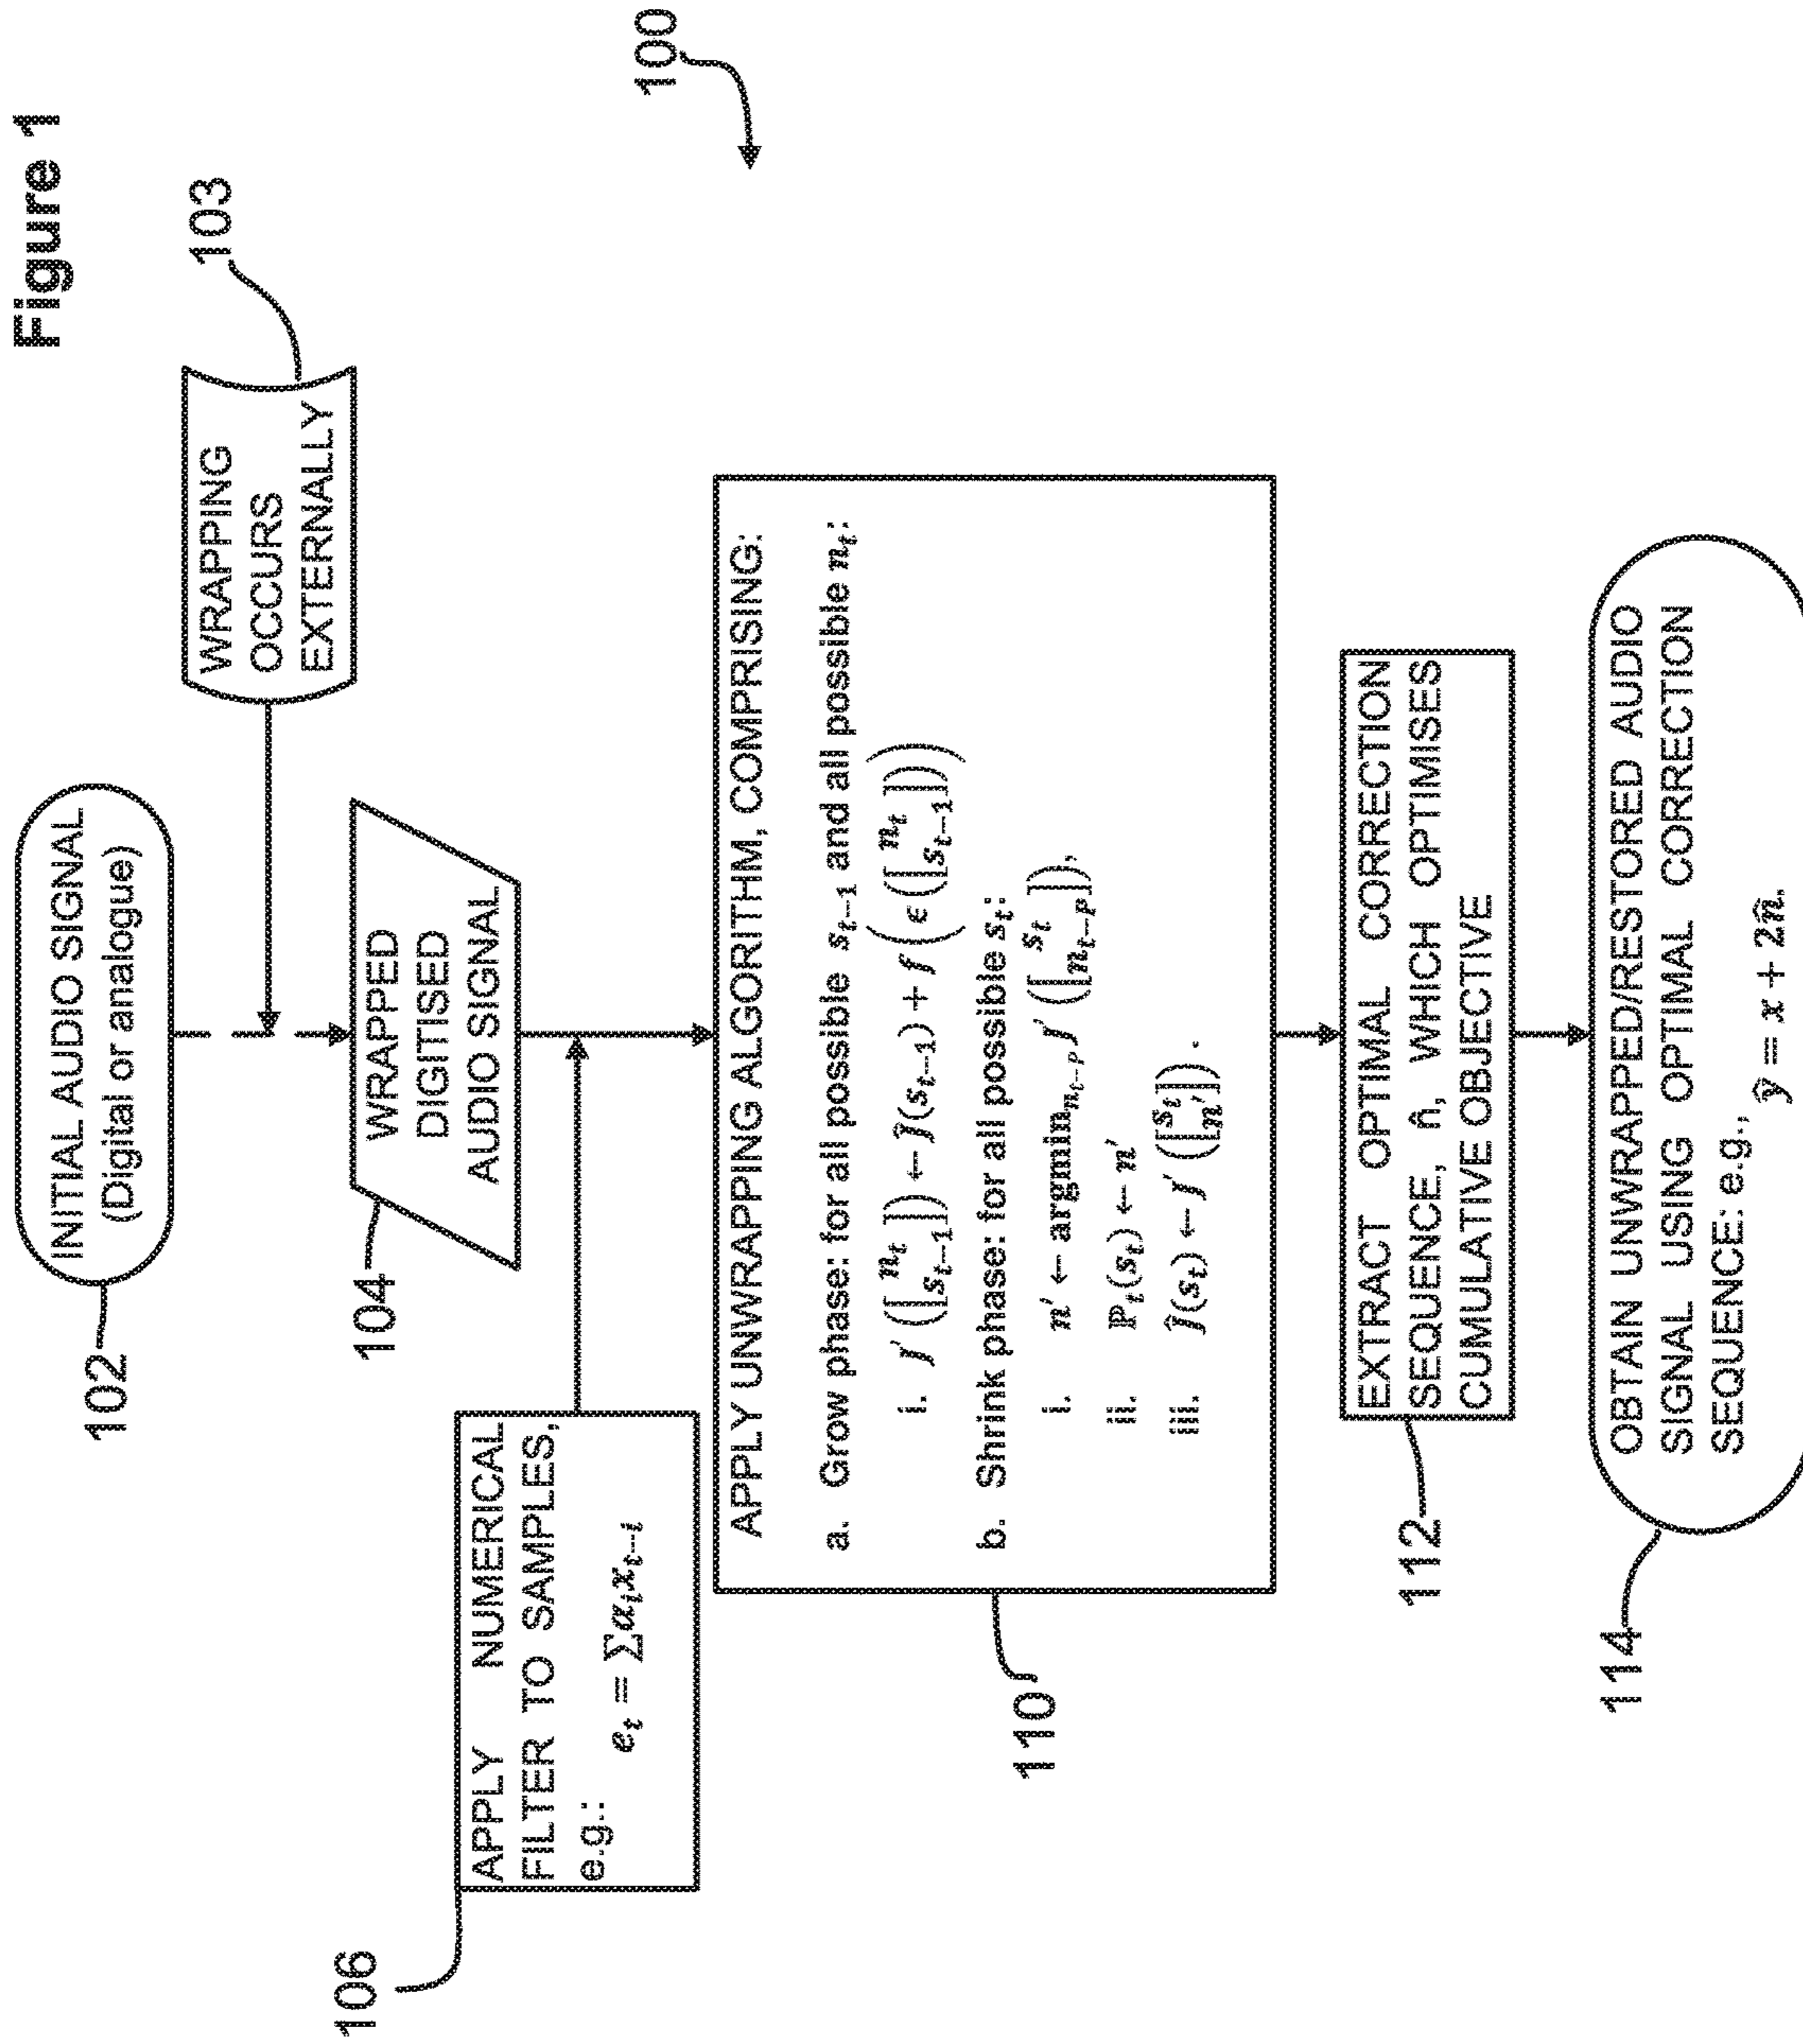 Figure 1
100
102
INITIAL AUDIO SIGNAL
(Digital or analogue)
103
WRAPPING
OCCURS
EXTERNALLY
104
WRAPPED
DIGITISED
AUDIO SIGNAL
106
APPLY NUMERICAL
FILTER TO SAMPLES,
e.g.:
e_t = ∑α_i x_{t-i}
110
APPLY UNWRAPPING ALGORITHM, COMPRISING:
a. Grow phase: for all possible s_{t-1} and all possible n_t:
i. J′([n_t s_{t-1}]) ← Ĵ(s_{t-1}) + f(ϵ([n_t s_{t-1}]))
b. Shrink phase: for all possible s_t:
i. n′ ← argmin_{n_{t-p}} J′([s_t n_{t-p}]),
ii. ℙ_t(s_t) ← n′
iii. Ĵ(s_t) ← J′([s_t n′]).
112
EXTRACT OPTIMAL CORRECTION
SEQUENCE, n̂, WHICH OPTIMISES
CUMULATIVE OBJECTIVE
114
OBTAIN UNWRAPPED/RESTORED AUDIO
SIGNAL USING OPTIMAL CORRECTION
SEQUENCE: e.g., ŷ = x + 2n̂.